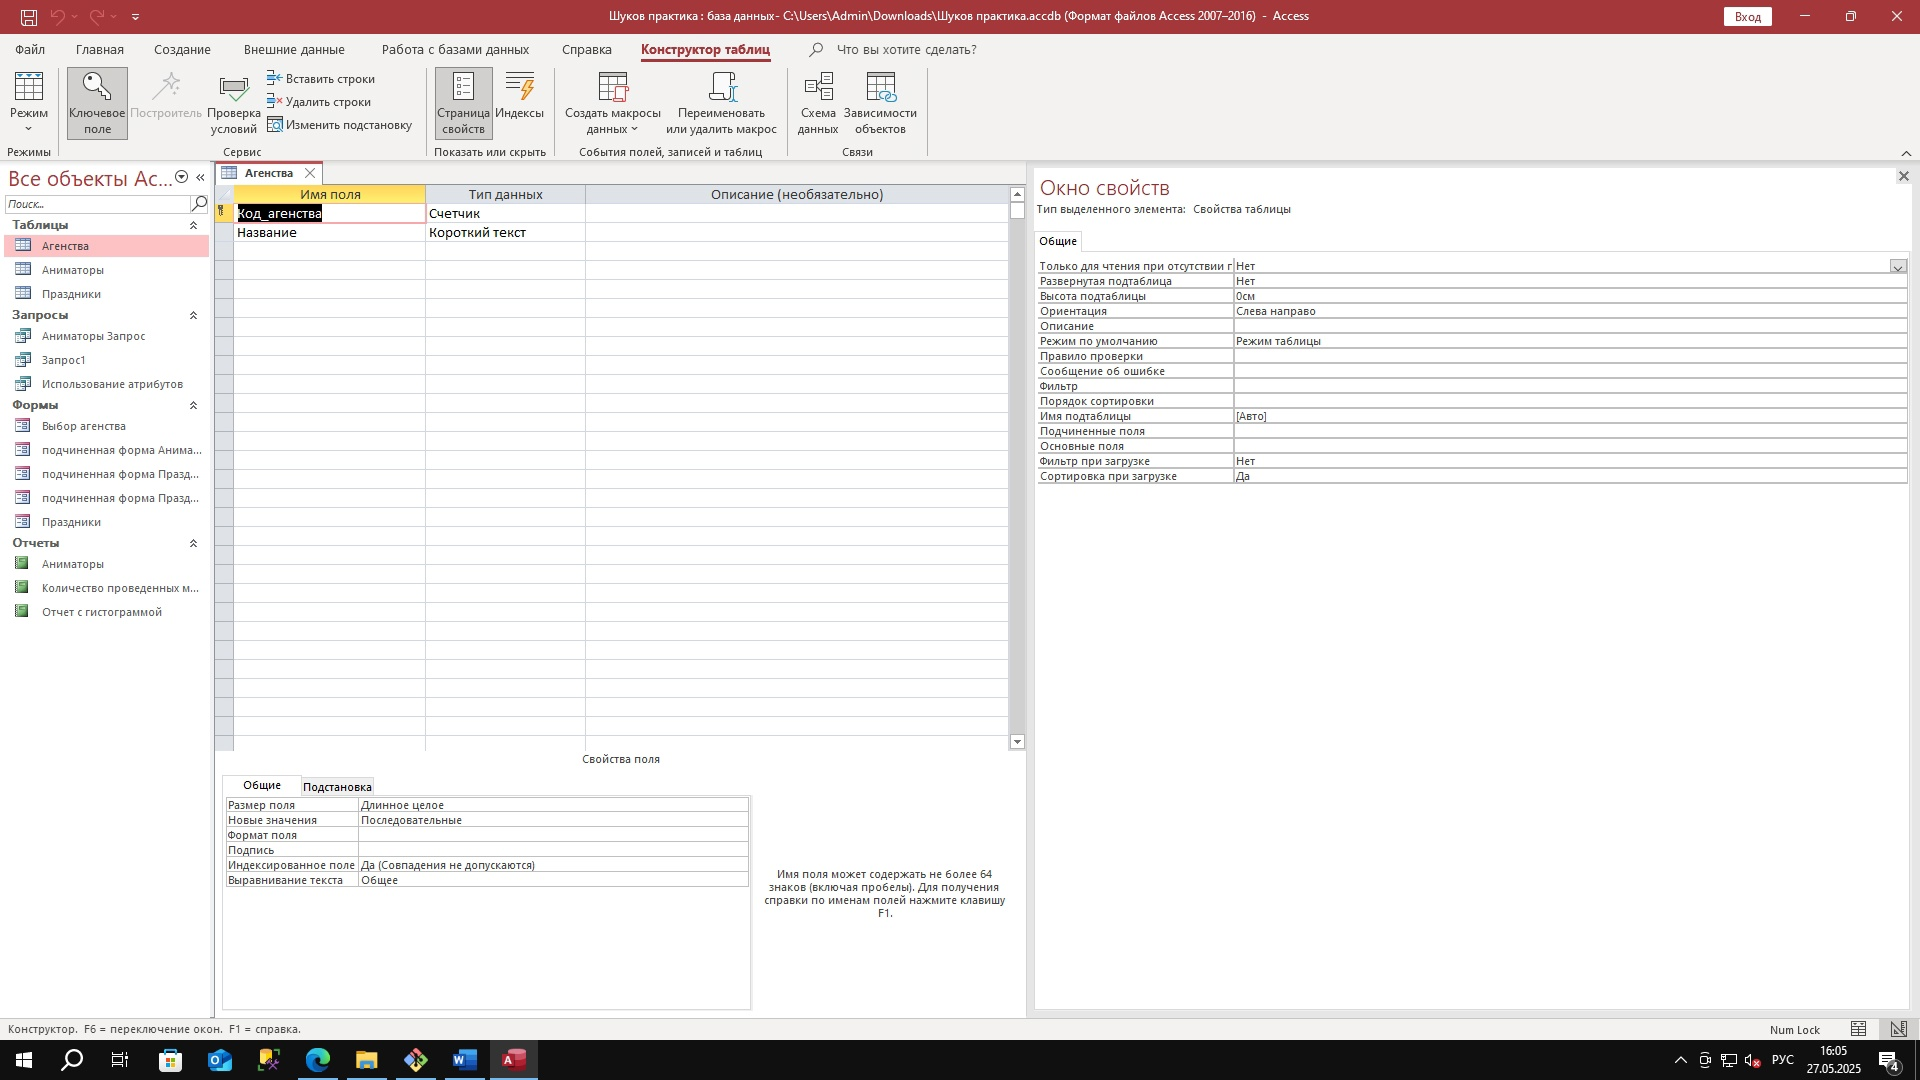 Шуков практика : база данных- C:\Users\Admin\Downloads\Шуков практика.accdb (Формат файлов Access 2007–2016)  -  Access
Вход
Файл
Главная
Создание
Внешние данные
Работа с базами данных
Справка
Конструктор таблиц
Что вы хотите сделать?
Режим
Ключевое поле
Построитель
Проверка условий
Вставить строки
Удалить строки
Изменить подстановку
Страница свойств
Индексы
Создать макросы данных
Переименовать или удалить макрос
Схема данных
Зависимости объектов
Режимы
Сервис
Показать или скрыть
События полей, записей и таблиц
Связи
Все объекты Ac...
Поиск...
Таблицы
Агенства
Аниматоры
Праздники
Запросы
Аниматоры Запрос
Запрос1
Использование атрибутов
Формы
Выбор агенства
подчиненная форма Анима...
подчиненная форма Празд...
подчиненная форма Празд...
Праздники
Отчеты
Аниматоры
Количество проведенных м...
Отчет с гистограммой
Агенства
Имя поля
Тип данных
Описание (необязательно)
Код_агенства
Счетчик
Название
Короткий текст
Свойства поля
Общие
Подстановка
Размер поля
Длинное целое
Новые значения
Последовательные
Формат поля
Подпись
Индексированное поле
Да (Совпадения не допускаются)
Выравнивание текста
Общее
Имя поля может содержать не более 64
знаков (включая пробелы). Для получения
справки по именам полей нажмите клавишу
F1.
Окно свойств
Тип выделенного элемента:  Свойства таблицы
Общие
Только для чтения при отсутствии г
Нет
Развернутая подтаблица
Нет
Высота подтаблицы
0см
Ориентация
Слева направо
Описание
Режим по умолчанию
Режим таблицы
Правило проверки
Сообщение об ошибке
Фильтр
Порядок сортировки
Имя подтаблицы
[Авто]
Подчиненные поля
Основные поля
Фильтр при загрузке
Нет
Сортировка при загрузке
Да
Конструктор.  F6 = переключение окон.  F1 = справка.
Num Lock
РУС
16:05
27.05.2025
4